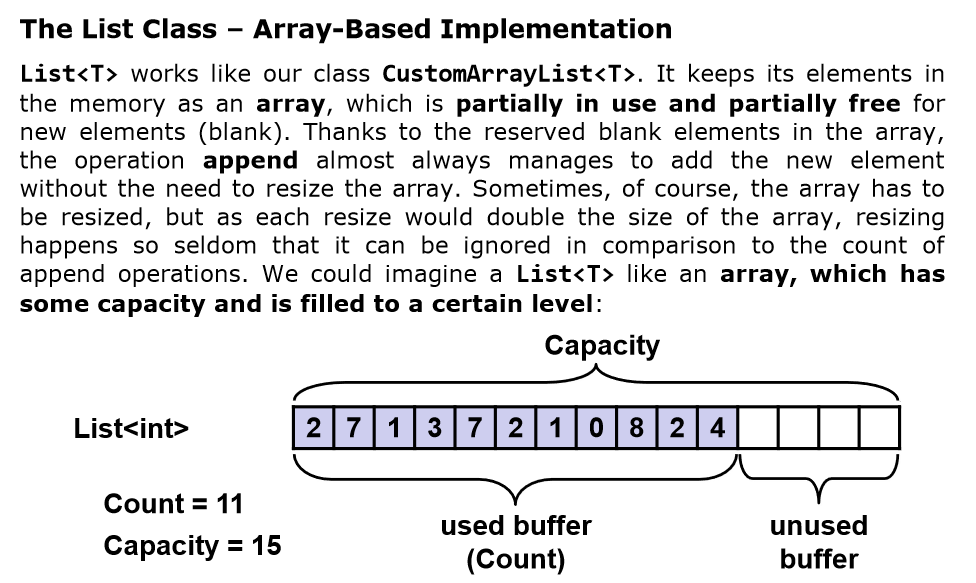 The List Class – Array-Based Implementation
List<T> works like our class CustomArrayList<T>. It keeps its elements in
the memory as an array, which is partially in use and partially free for
new elements (blank). Thanks to the reserved blank elements in the array,
the operation append almost always manages to add the new element
without the need to resize the array. Sometimes, of course, the array has to
be resized, but as each resize would double the size of the array, resizing
happens so seldom that it can be ignored in comparison to the count of
append operations. We could imagine a List<T> like an array, which has
some capacity and is filled to a certain level:
Capacity
List<int> 2 7 1 3 7 2 1 0 8 2 4
Count = 11
Capacity = 15
used buffer
(Count)
unused
buffer